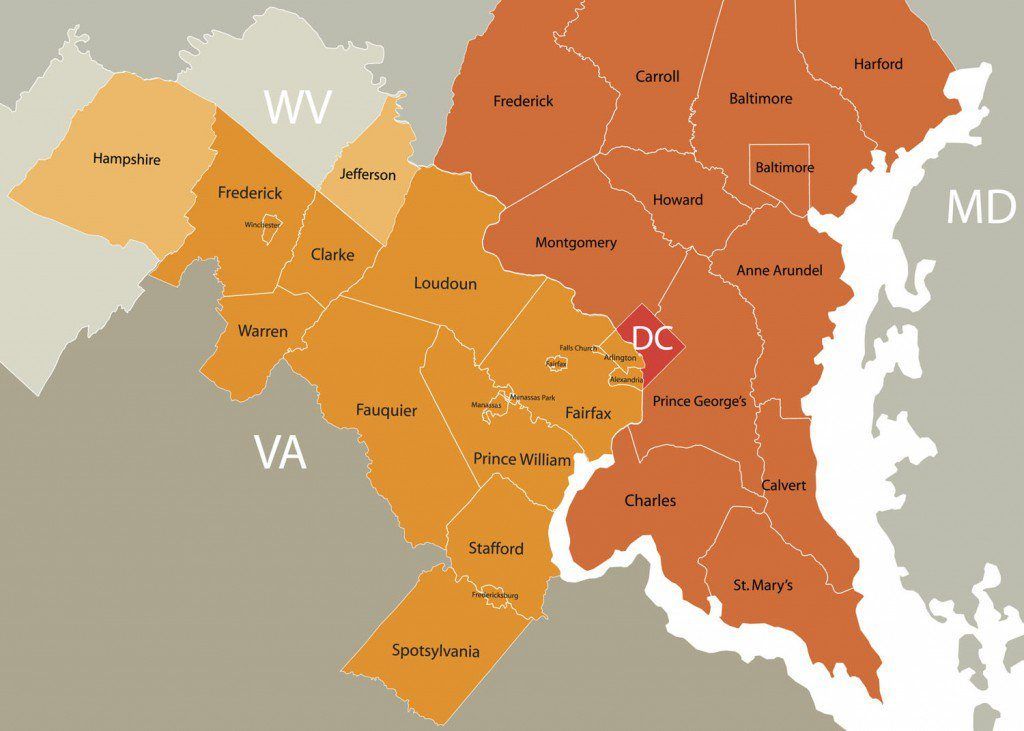 Harford
Carroll
Baltimore
Frederick
WV
Hampshire
Baltimore
Jefferson
Frederick
Howard
MD
Winchester
Montgomery
Clarke
Anne Arundel
Loudoun
Warren
DC
Falls Church
Arlington
Fairfax
Alexandria
Manassas Park
Prince George's
Manassas
Fauquier
Fairfax
VA
Prince William
Calvert
Charles
Stafford
St. Mary's
Fredericksburg
Spotsylvania